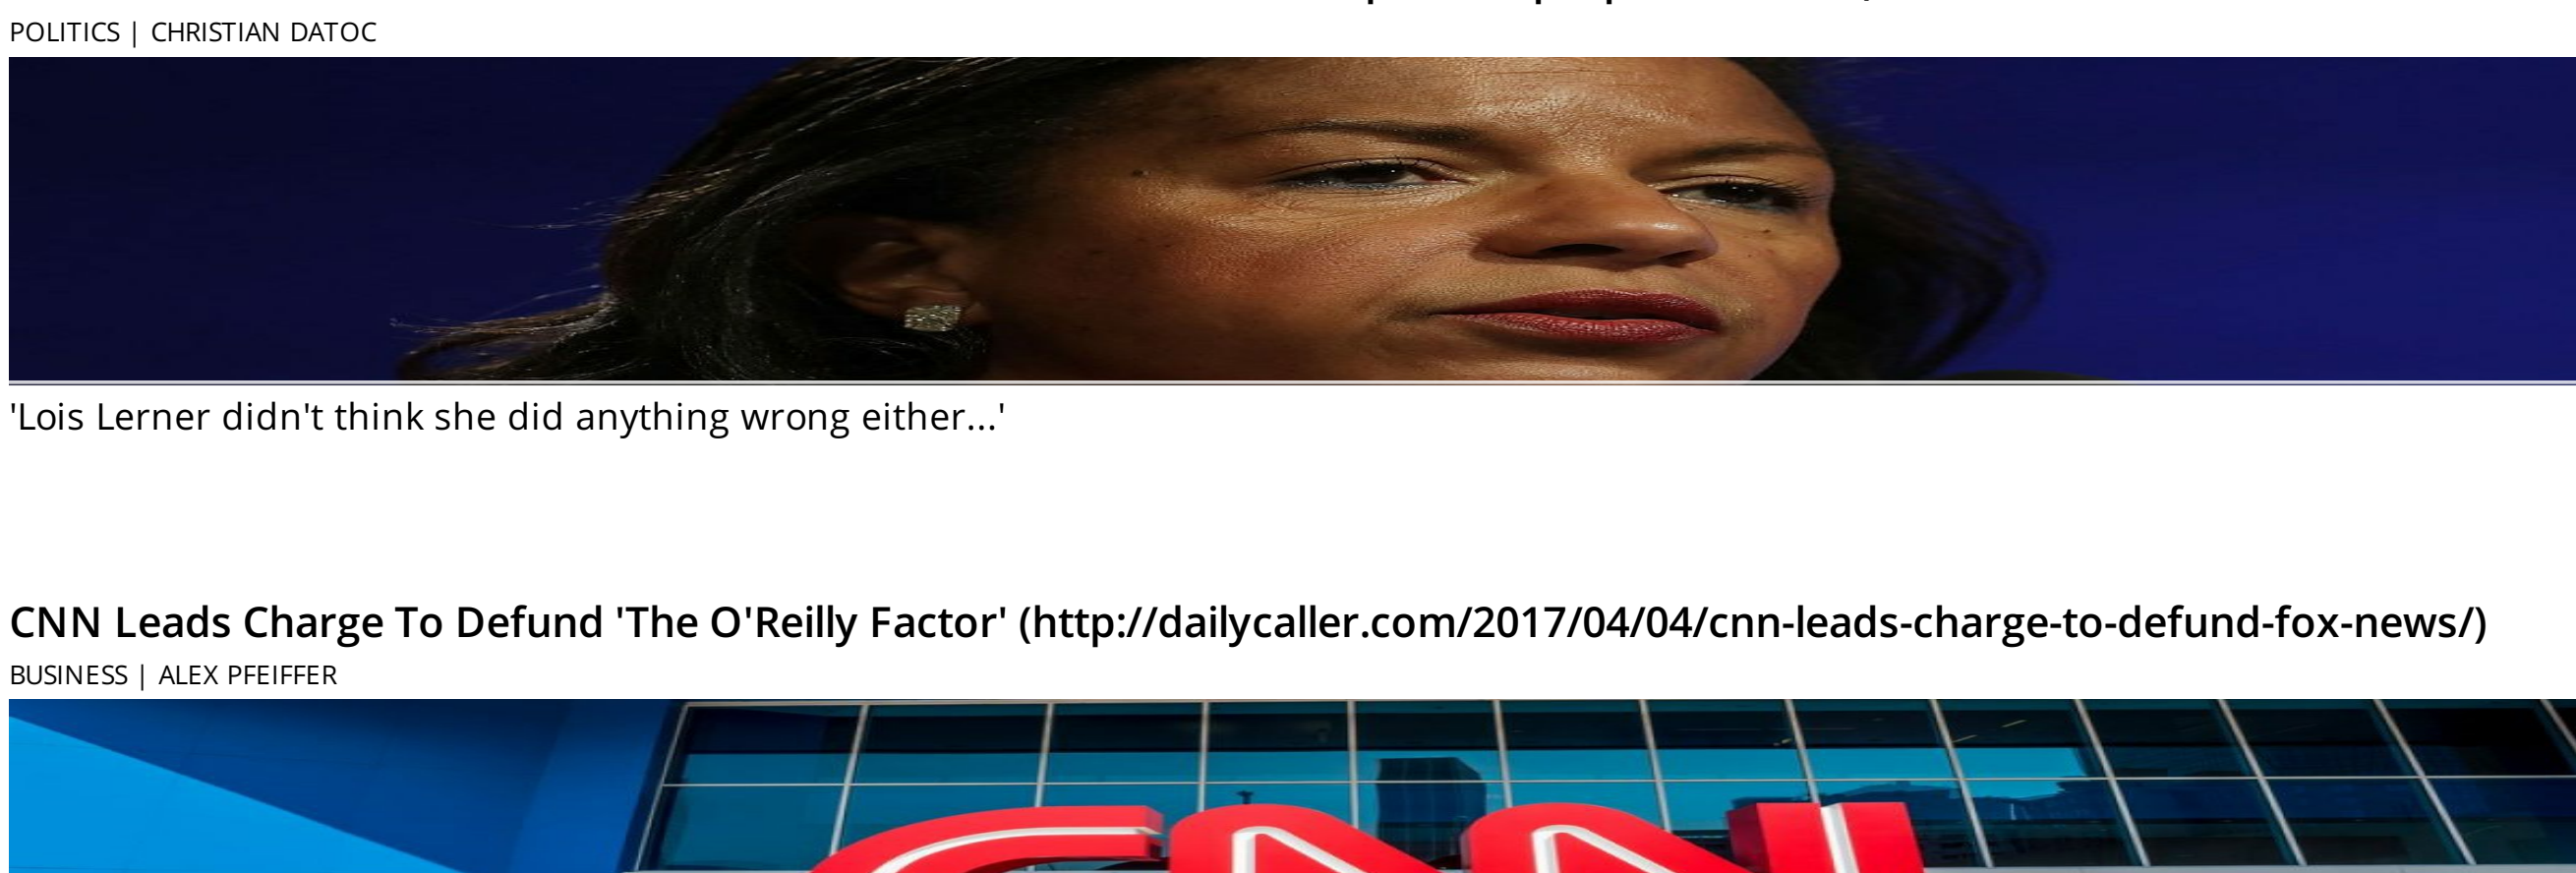 POLITICS | CHRISTIAN DATOC
'Lois Lerner didn't think she did anything wrong either...'
CNN Leads Charge To Defund 'The O'Reilly Factor' (http://dailycaller.com/2017/04/04/cnn-leads-charge-to-defund-fox-news/)
BUSINESS | ALEX PFEIFFER
CNN